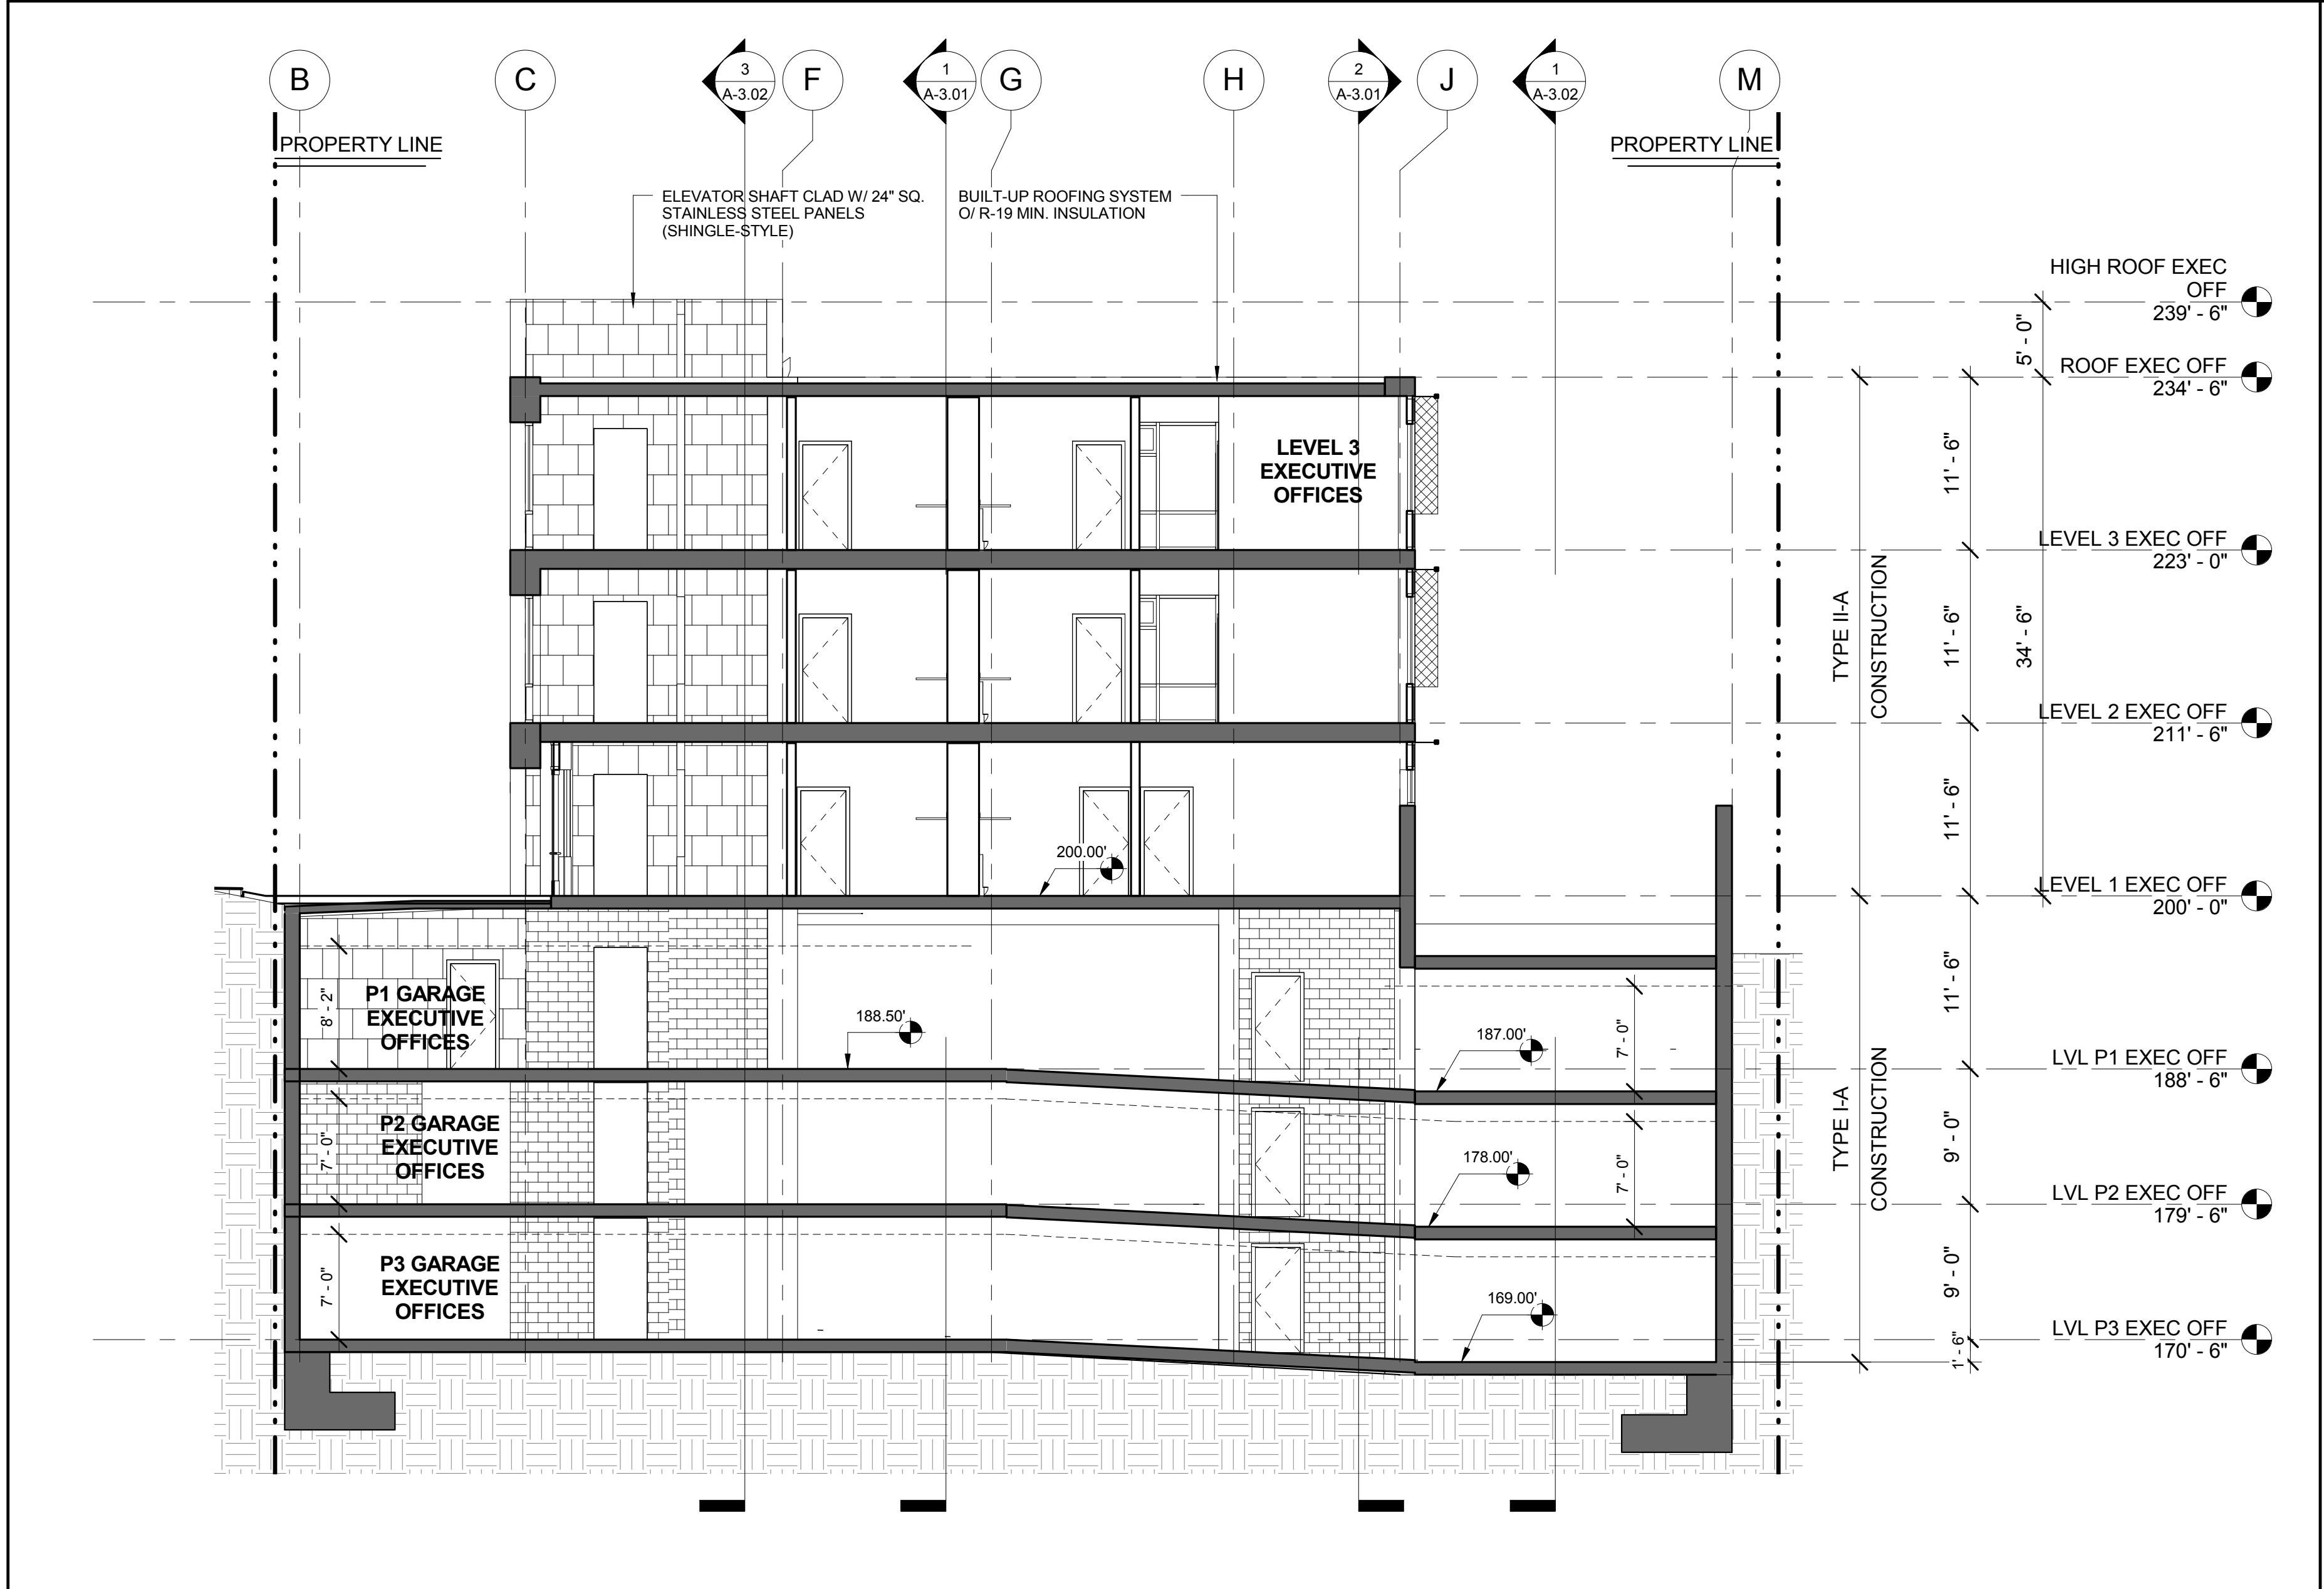 B
C
3
A-3.02
F
1
A-3.01
G
H
2
A-3.01
J
1
A-3.02
M
PROPERTY LINE
PROPERTY LINE
ELEVATOR SHAFT CLAD W/ 24" SQ.
STAINLESS STEEL PANELS
(SHINGLE-STYLE)
BUILT-UP ROOFING SYSTEM
O/ R-19 MIN. INSULATION
HIGH ROOF EXEC
OFF
239' - 6"
5' - 0"
ROOF EXEC OFF
234' - 6"
LEVEL 3
EXECUTIVE
OFFICES
11' - 6"
LEVEL 3 EXEC OFF
223' - 0"
TYPE II-A
CONSTRUCTION
11' - 6"
34' - 6"
LEVEL 2 EXEC OFF
211' - 6"
11' - 6"
200.00'
LEVEL 1 EXEC OFF
200' - 0"
8' - 2"
P1 GARAGE
EXECUTIVE
OFFICES
188.50'
187.00'
7' - 0"
11' - 6"
LVL P1 EXEC OFF
188' - 6"
TYPE I-A
CONSTRUCTION
7' - 0"
P2 GARAGE
EXECUTIVE
OFFICES
178.00'
7' - 0"
9' - 0"
LVL P2 EXEC OFF
179' - 6"
7' - 0"
P3 GARAGE
EXECUTIVE
OFFICES
169.00'
9' - 0"
1' - 6"
LVL P3 EXEC OFF
170' - 6"